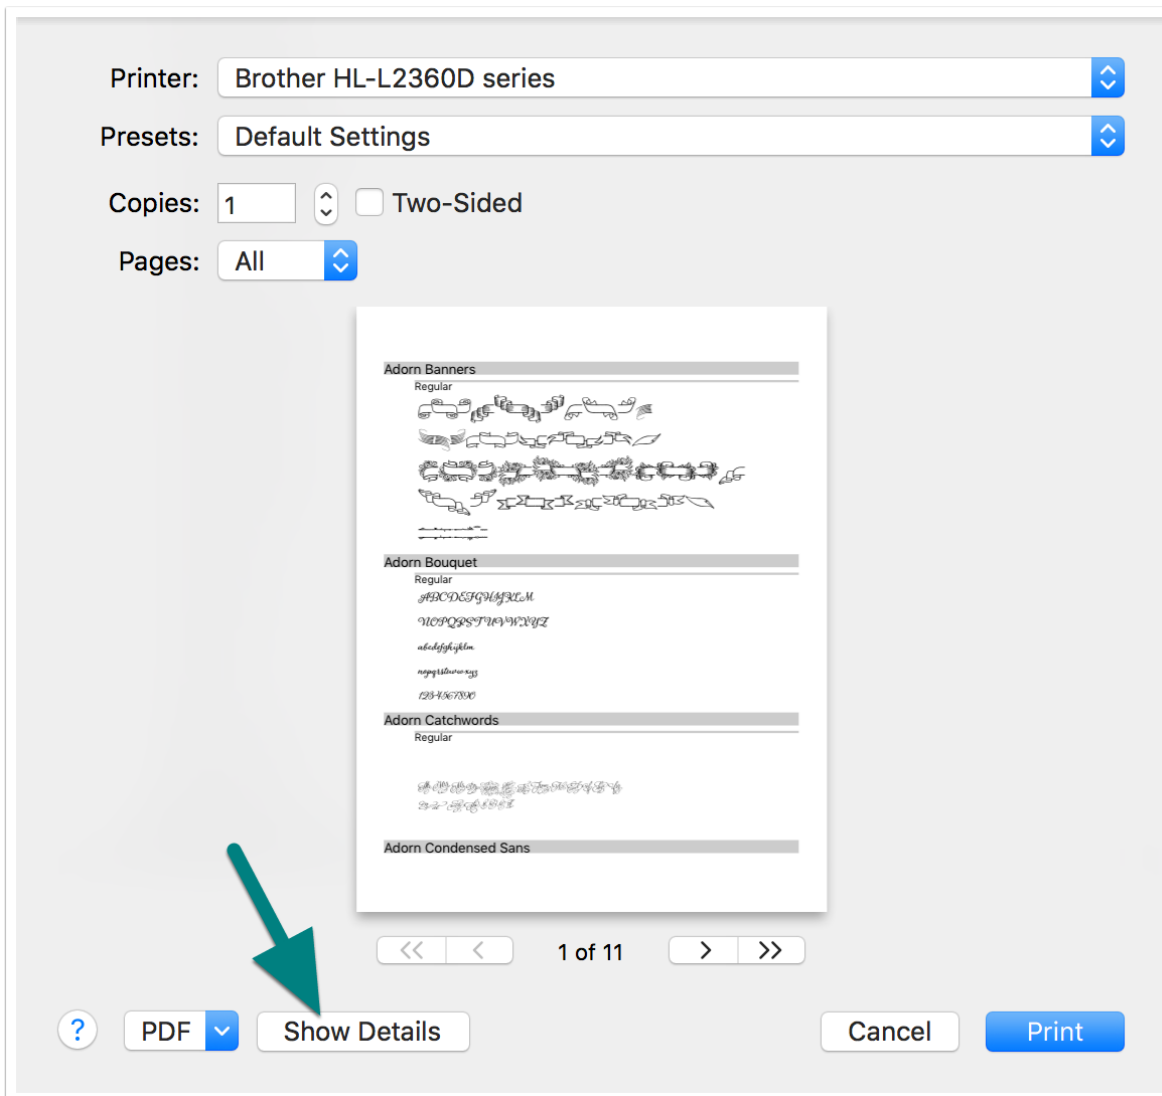 Printer: Brother HL-L2360D series
Presets: Default Settings
Copies: 1 Two-Sided
Pages: All
Adorn Banners
Regular
Adorn Bouquet
Regular
ABCDEFGHIJKLM
NOPQRSTUVWXYZ
abcdefghijklm
nopqrstuvwxyz
1234567890
Adorn Catchwords
Regular
Adorn Condensed Sans
<< < 1 of 11 > >>
? PDF Show Details Cancel Print